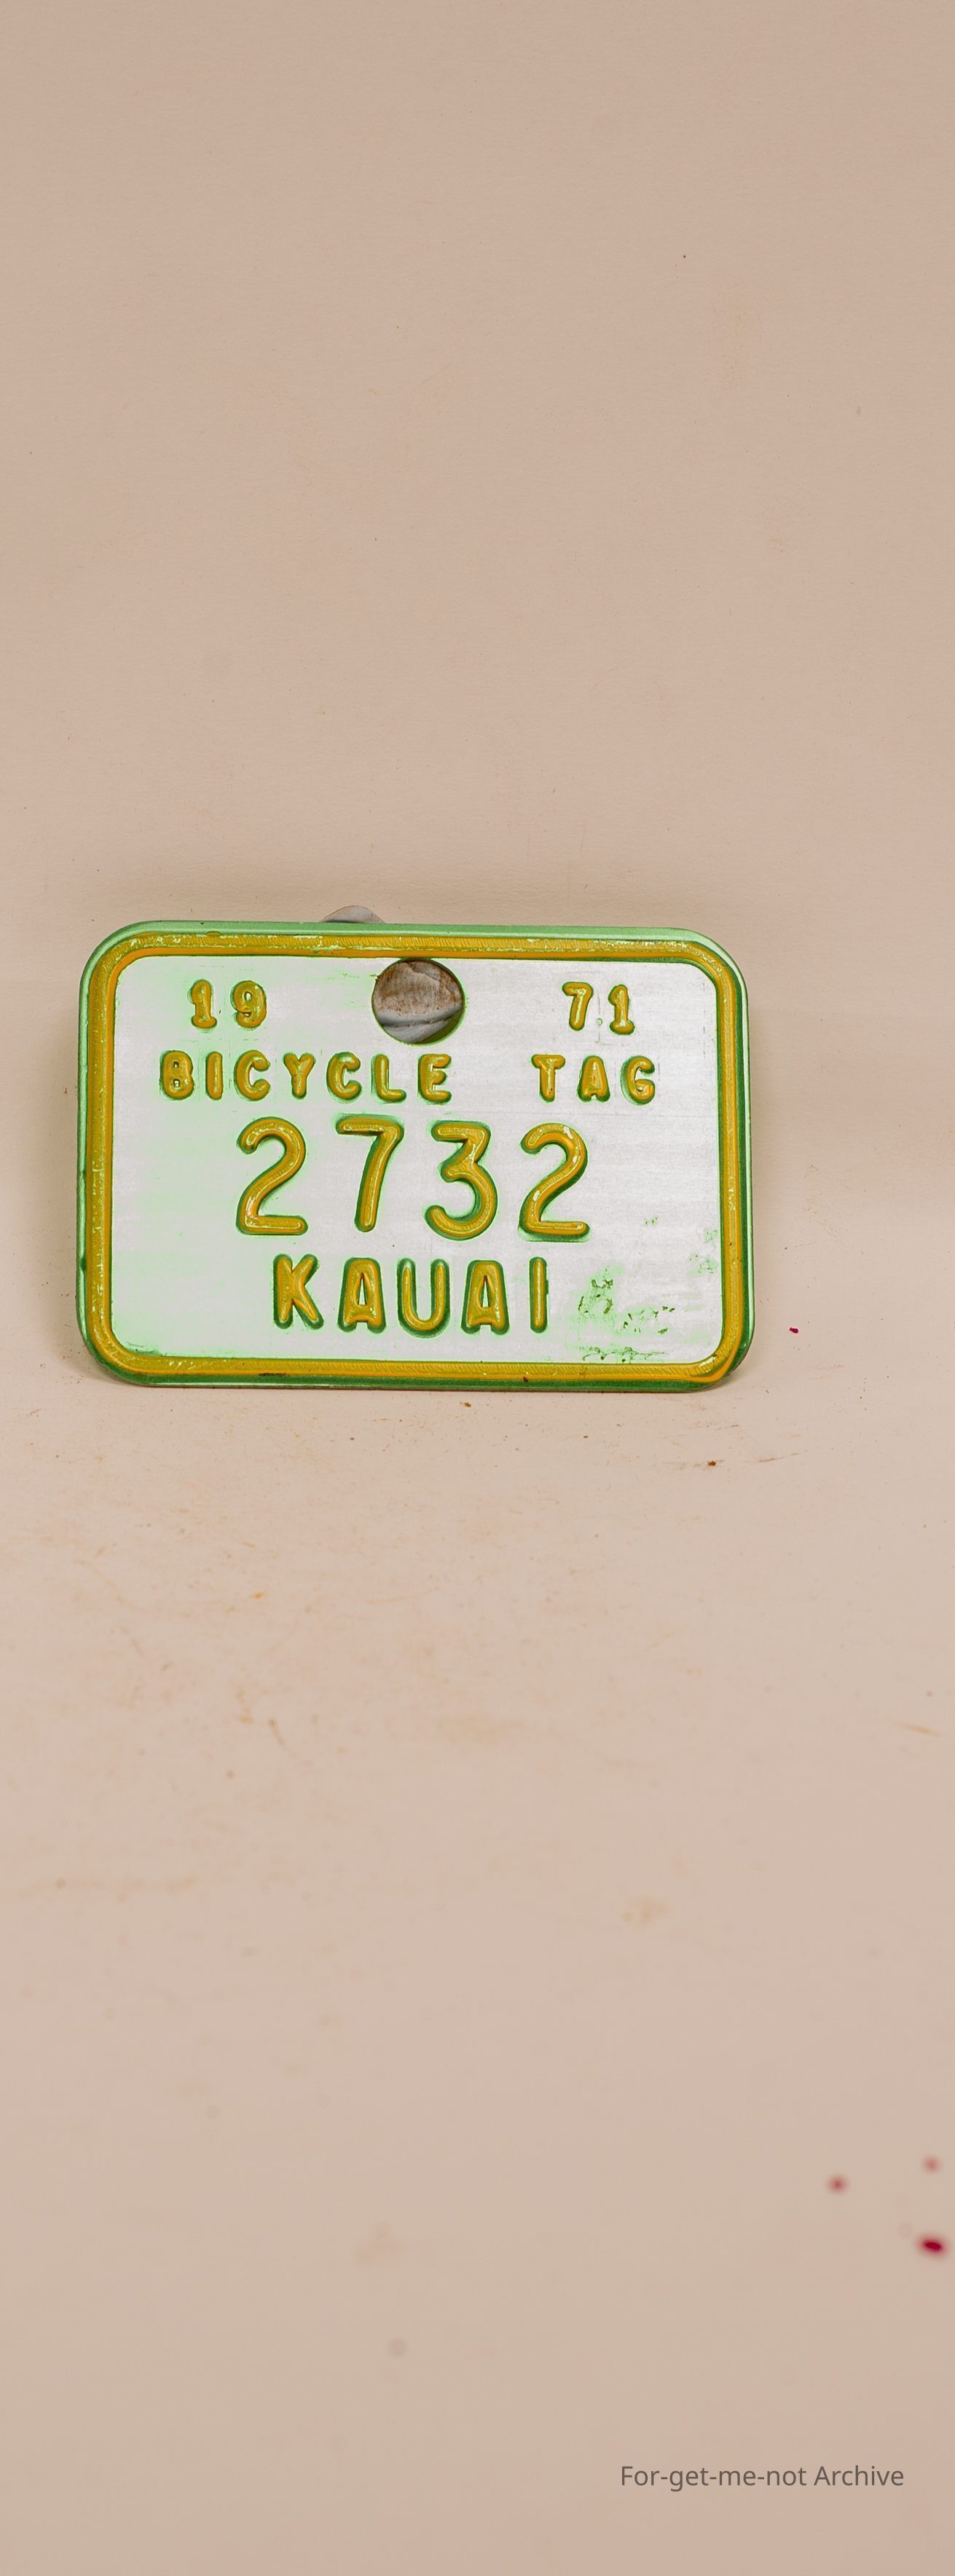 19 71
BICYCLE TAG
2732
KAUAI
For-get-me-not Archive